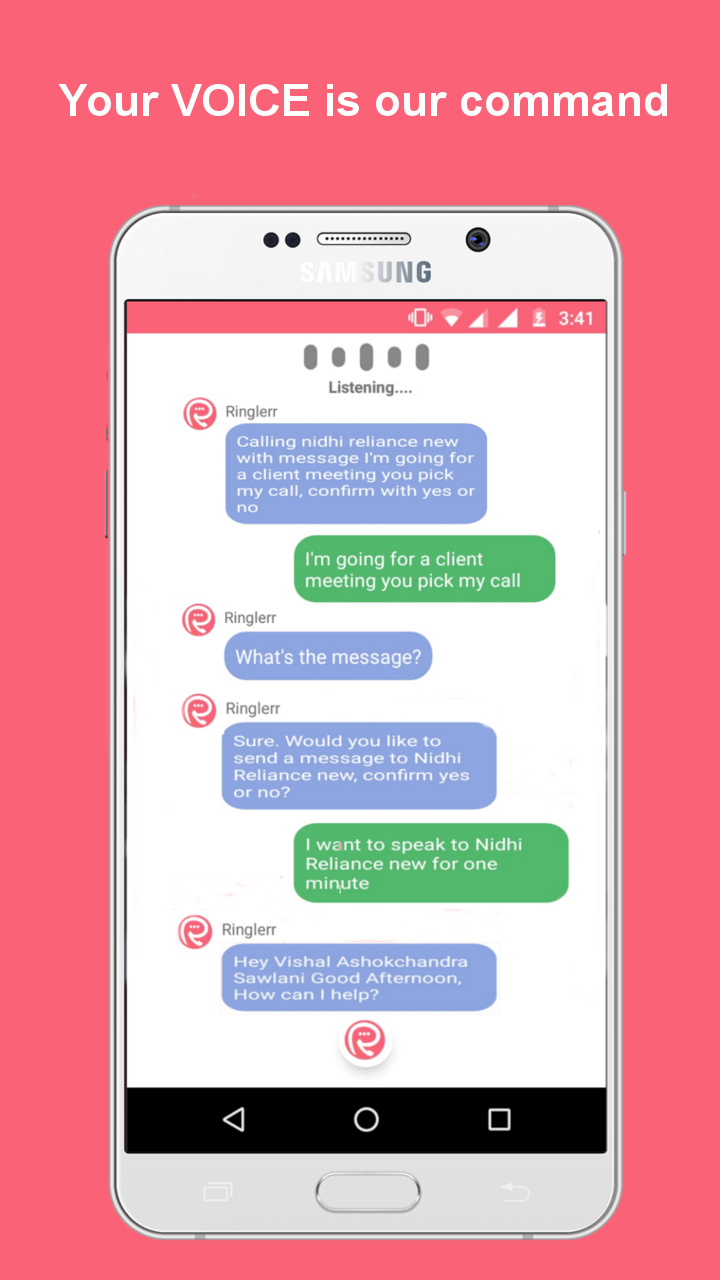 Your VOICE is our command
SAMSUNG
3:41
Listening....
Ringlerr
Calling nidhi reliance new
with message I'm going for
a client meeting you pick
my call, confirm with yes or
no
I'm going for a client
meeting you pick my call
Ringlerr
What's the message?
Ringlerr
Sure. Would you like to
send a message to Nidhi
Reliance new, confirm yes
or no?
I want to speak to Nidhi
Reliance new for one
minute
Ringlerr
Hey Vishal Ashokchandra
Sawlani Good Afternoon,
How can I help?